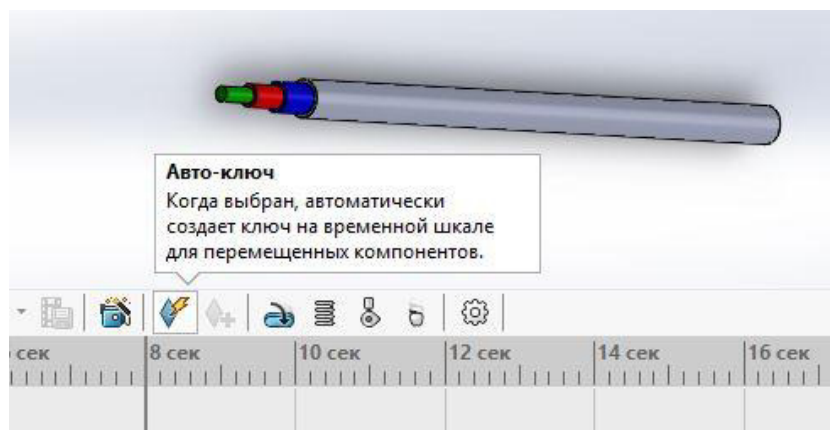 Авто-ключ
Когда выбран, автоматически
создает ключ на временной шкале
для перемещенных компонентов.
сек 8 сек 10 сек 12 сек 14 сек 16 сек